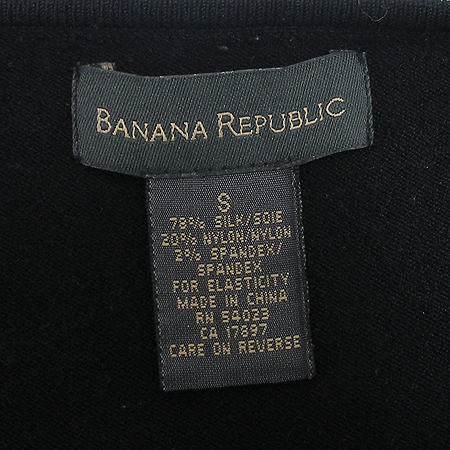 BANANA REPUBLIC
S
78% SILK/SOIE
20% NYLON/NYLON
2% SPANDEX/
SPANDEX
FOR ELASTICITY
MADE IN CHINA
RN 54023
CA 17897
CARE ON REVERSE